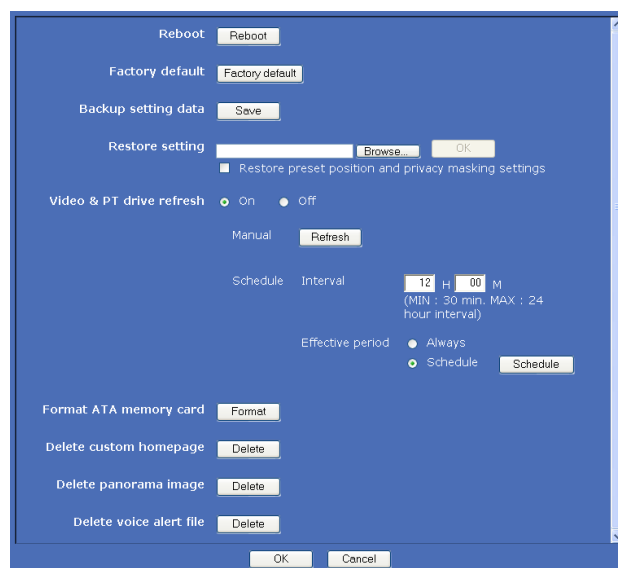 Reboot Reboot
Factory default Factory default
Backup setting data Save
Restore setting Browse... OK
Restore preset position and privacy masking settings
Video & PT drive refresh On Off
Manual Refresh
Schedule Interval 12 H 00 M
(MIN : 30 min. MAX : 24
hour interval)
Effective period Always
Schedule Schedule
Format ATA memory card Format
Delete custom homepage Delete
Delete panorama image Delete
Delete voice alert file Delete
OK Cancel